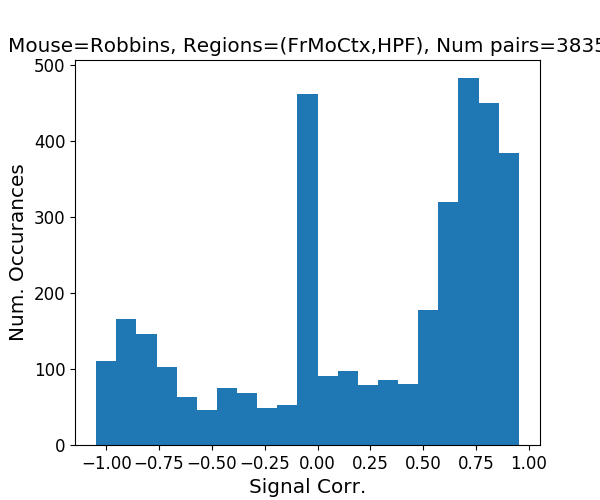 Mouse=Robbins, Regions=(FrMoCtx,HPF), Num pairs=3835
500
400
300
200
100
0
Num. Occurances
−1.00 −0.75 −0.50 −0.25 0.00 0.25 0.50 0.75 1.00
Signal Corr.